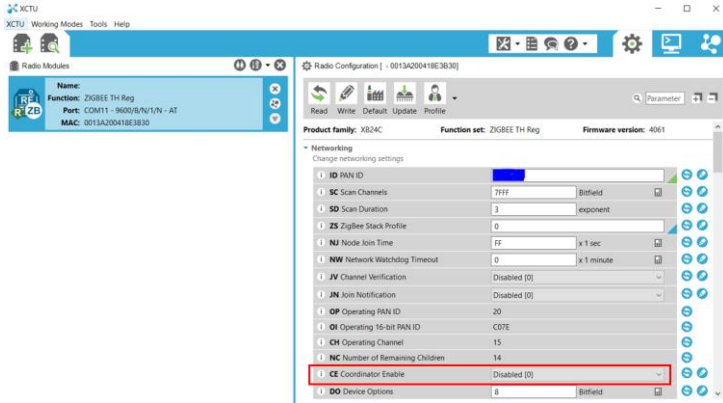 XCTU
XCTU Working Modes Tools Help
Radio Modules
Name:
Function: ZIGBEE TH Reg
Port: COM11 - 9600/8/N/1/N - AT
MAC: 0013A200418E3B30
Radio Configuration [ - 0013A200418E3B30]
Read Write Default Update Profile
Parameter
Product family: XB24C Function set: ZIGBEE TH Reg Firmware version: 4061
Networking
Change networking settings
ID PAN ID
SC Scan Channels 7FFF Bitfield
SD Scan Duration 3 exponent
ZS ZigBee Stack Profile 0
NJ Node Join Time FF x 1 sec
NW Network Watchdog Timeout 0 x 1 minute
JV Channel Verification Disabled [0]
JN Join Notification Disabled [0]
OP Operating PAN ID 20
OI Operating 16-bit PAN ID C07E
CH Operating Channel 15
NC Number of Remaining Children 14
CE Coordinator Enable Disabled [0]
DO Device Options 8 Bitfield